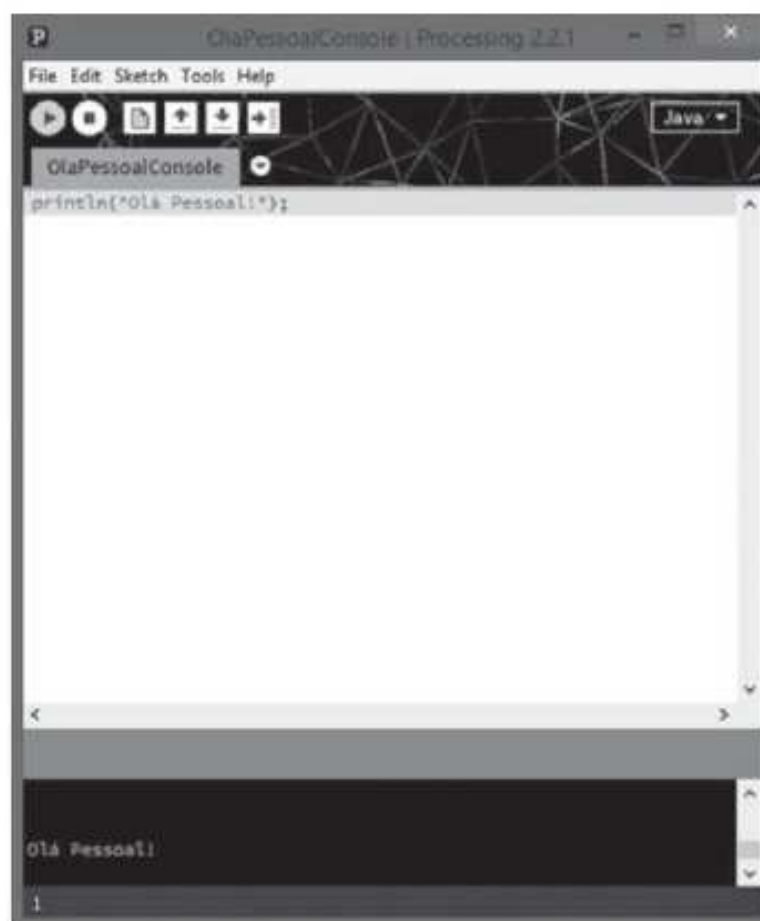 OlaPessoalConsole | Processing 2.2.1
File Edit Sketch Tools Help
Java
OlaPessoalConsole
println("Olá Pessoal!");
Olá Pessoal!
1